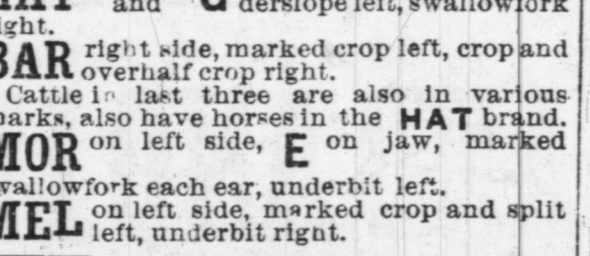 and derslope left, swallowfork
ight.
BAR right side, marked crop left, crop and
overhalf crop right.
Cattle in last three are also in various
arks, also have horses in the HAT brand.
MOR on left side, E on jaw, marked
wallowfork each ear, underbit left.
MEL on left side, marked crop and split
left, underbit right.